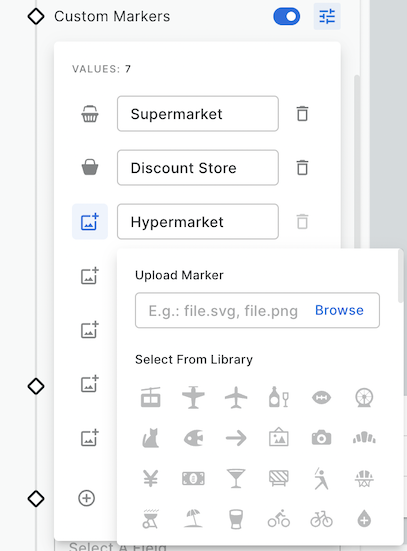 Custom Markers
VALUES: 7
Supermarket
Discount Store
Hypermarket
Upload Marker
E.g.: file.svg, file.png Browse
Select From Library
Select A Field